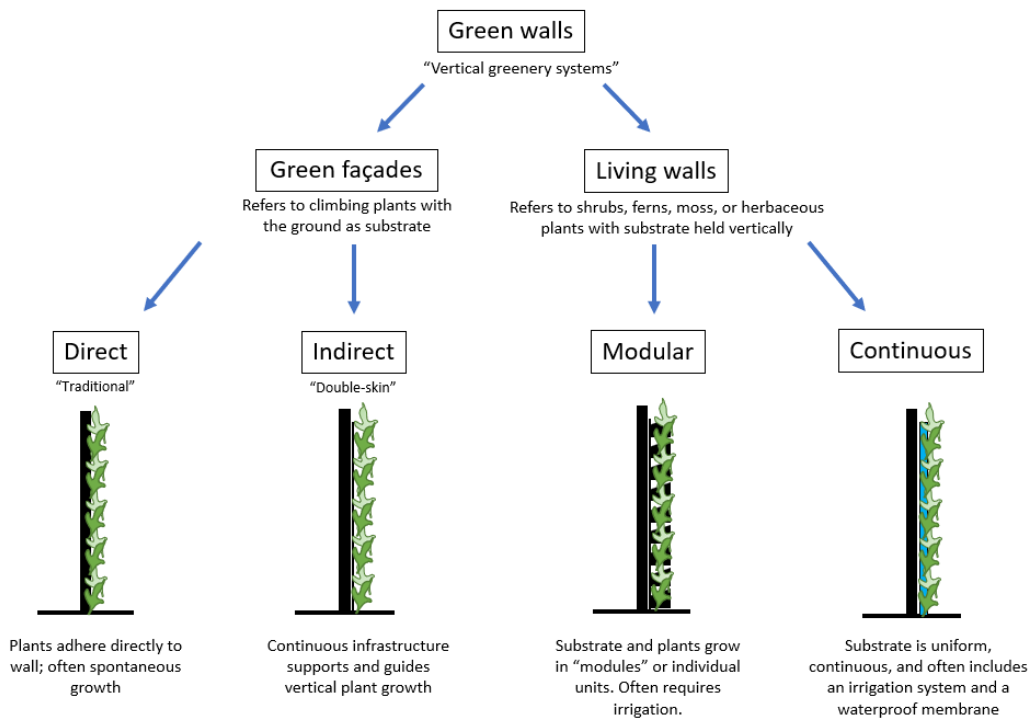 Green walls
“Vertical greenery systems”
Green façades
Refers to climbing plants with
the ground as substrate
Living walls
Refers to shrubs, ferns, moss, or herbaceous
plants with substrate held vertically
Direct
“Traditional”
Indirect
“Double-skin”
Modular
Continuous
Plants adhere directly to
wall; often spontaneous
growth
Continuous infrastructure
supports and guides
vertical plant growth
Substrate and plants grow
in “modules” or individual
units. Often requires
irrigation.
Substrate is uniform,
continuous, and often includes
an irrigation system and a
waterproof membrane